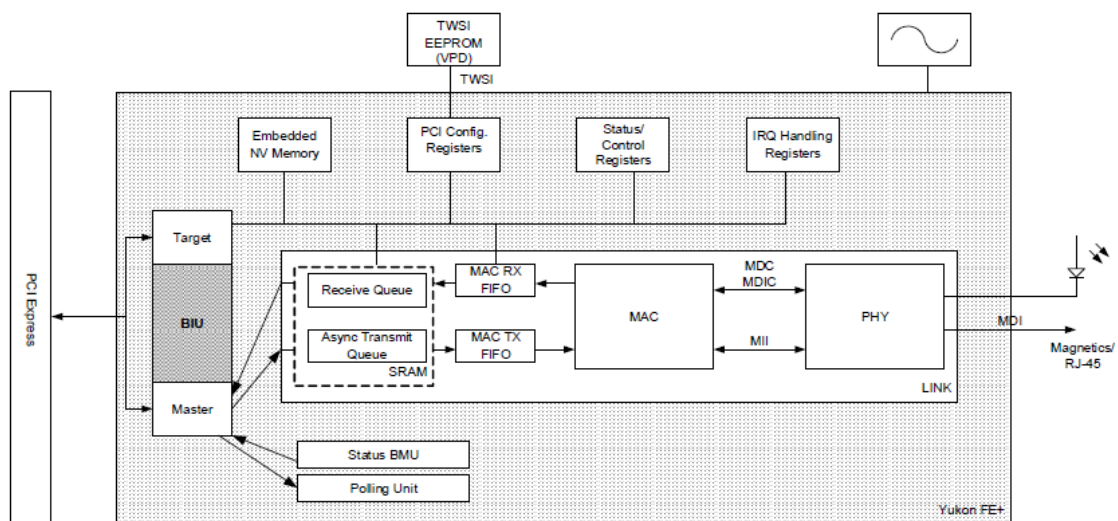 TWSI
EEPROM
(VPD)
TWSI
Embedded
NV Memory
PCI Config.
Registers
Status/
Control
Registers
IRQ Handling
Registers
PCI Express
Target
BIU
Master
Receive Queue
Async Transmit
Queue
SRAM
MAC RX
FIFO
MAC TX
FIFO
MAC
MDC
MDIC
MII
PHY
LINK
MDI
Magnetics/
RJ-45
Status BMU
Polling Unit
Yukon FE+